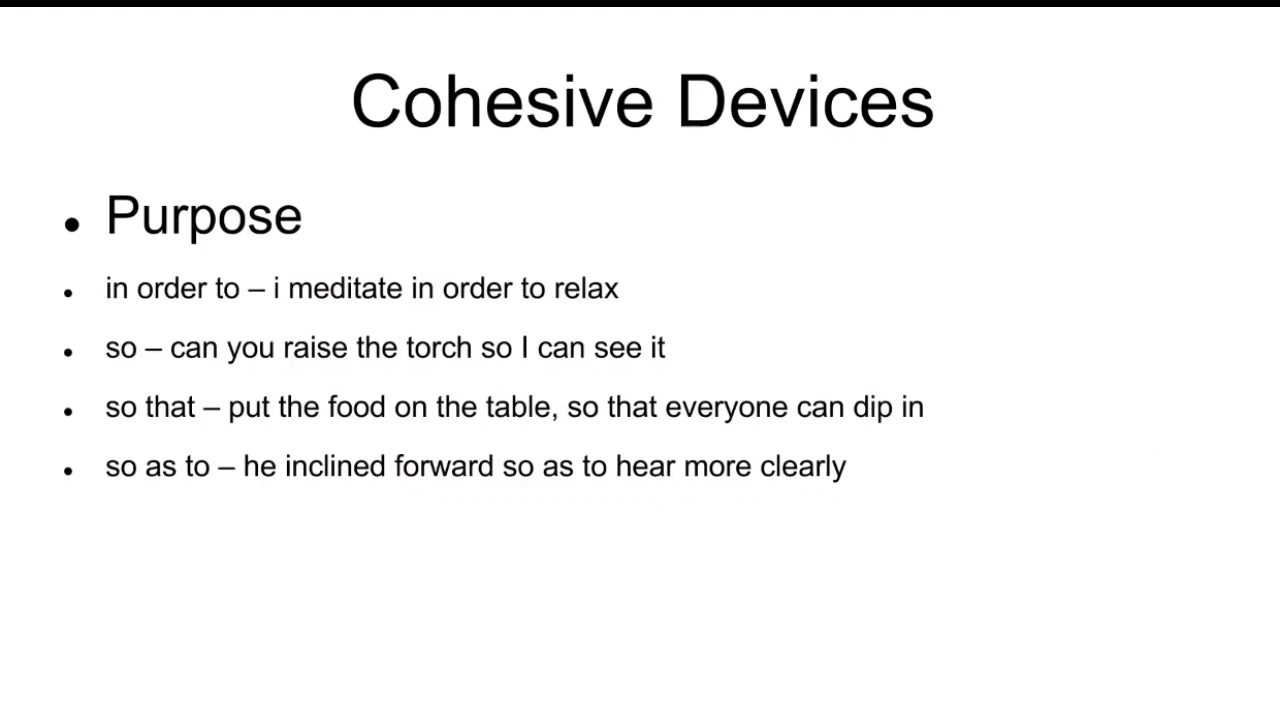 Cohesive Devices
• Purpose
• in order to – i meditate in order to relax
• so – can you raise the torch so I can see it
• so that – put the food on the table, so that everyone can dip in
• so as to – he inclined forward so as to hear more clearly